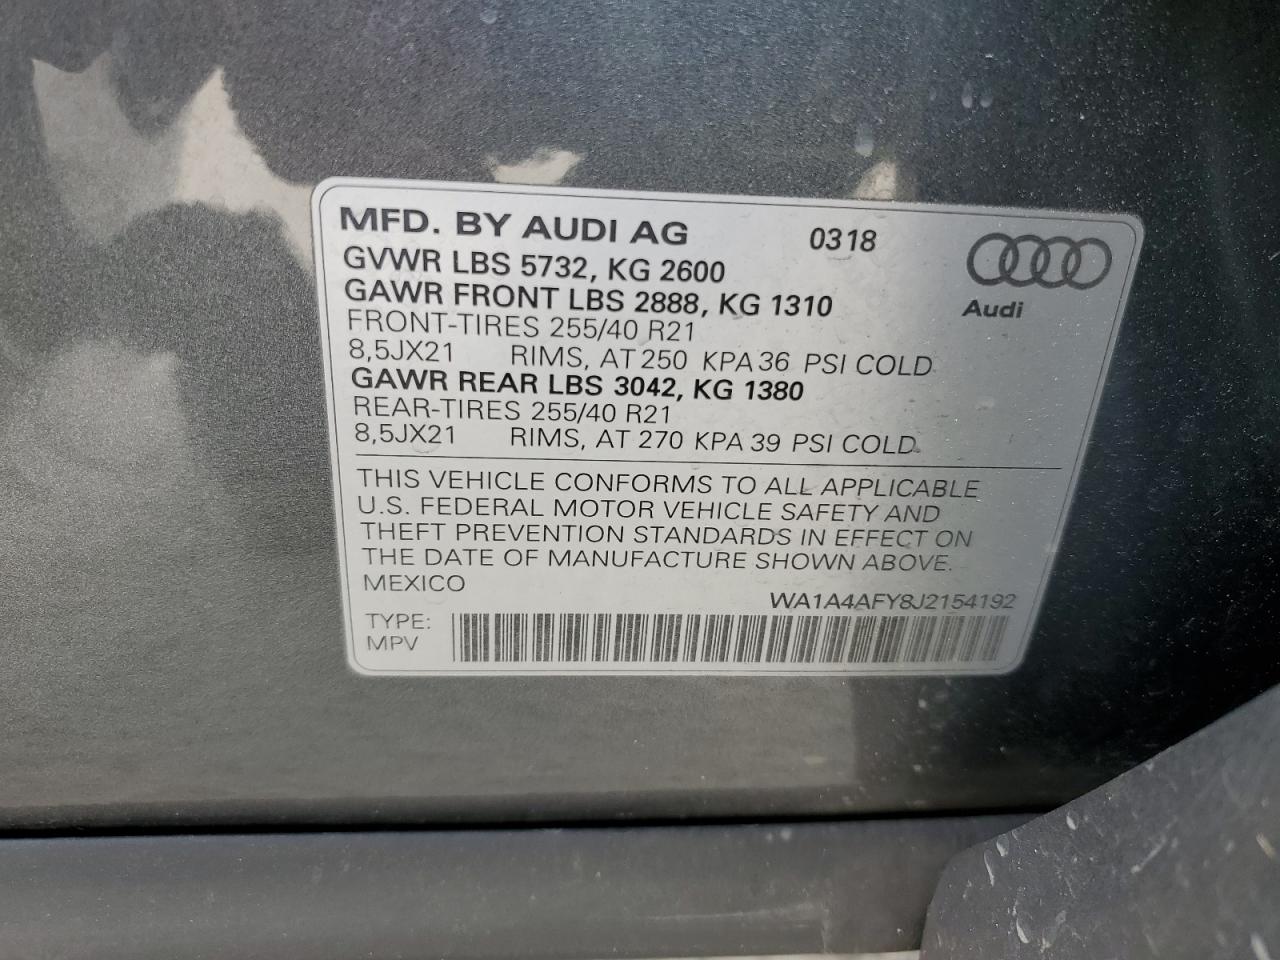 MFD. BY AUDI AG 0318
GVWR LBS 5732, KG 2600
GAWR FRONT LBS 2888, KG 1310
Audi
FRONT-TIRES 255/40 R21
8,5JX21 RIMS, AT 250 KPA 36 PSI COLD.
GAWR REAR LBS 3042, KG 1380
REAR-TIRES 255/40 R21
8,5JX21 RIMS, AT 270 KPA 39 PSI COLD.
THIS VEHICLE CONFORMS TO ALL APPLICABLE
U.S. FEDERAL MOTOR VEHICLE SAFETY AND
THEFT PREVENTION STANDARDS IN EFFECT ON
THE DATE OF MANUFACTURE SHOWN ABOVE.
MEXICO
WA1A4AFY8J2154192
TYPE:
MPV